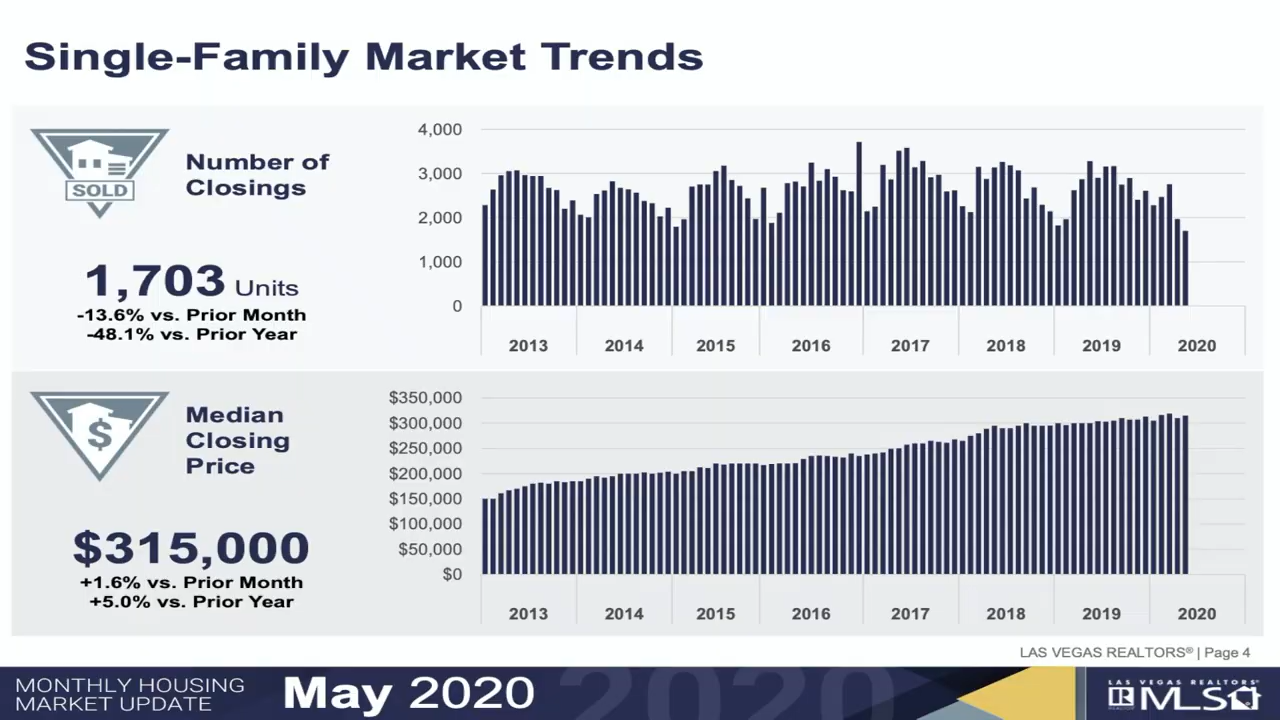 Single-Family Market Trends
SOLD
Number of
Closings
1,703 Units
-13.6% vs. Prior Month
-48.1% vs. Prior Year
4,000
3,000
2,000
1,000
0
2013
2014
2015
2016
2017
2018
2019
2020
$
Median
Closing
Price
$315,000
+1.6% vs. Prior Month
+5.0% vs. Prior Year
$350,000
$300,000
$250,000
$200,000
$150,000
$100,000
$50,000
$0
2013
2014
2015
2016
2017
2018
2019
2020
LAS VEGAS REALTORS® | Page 4
MONTHLY HOUSING
MARKET UPDATE
May 2020
2020
2020
LAS VEGAS REALTORS®
MLS